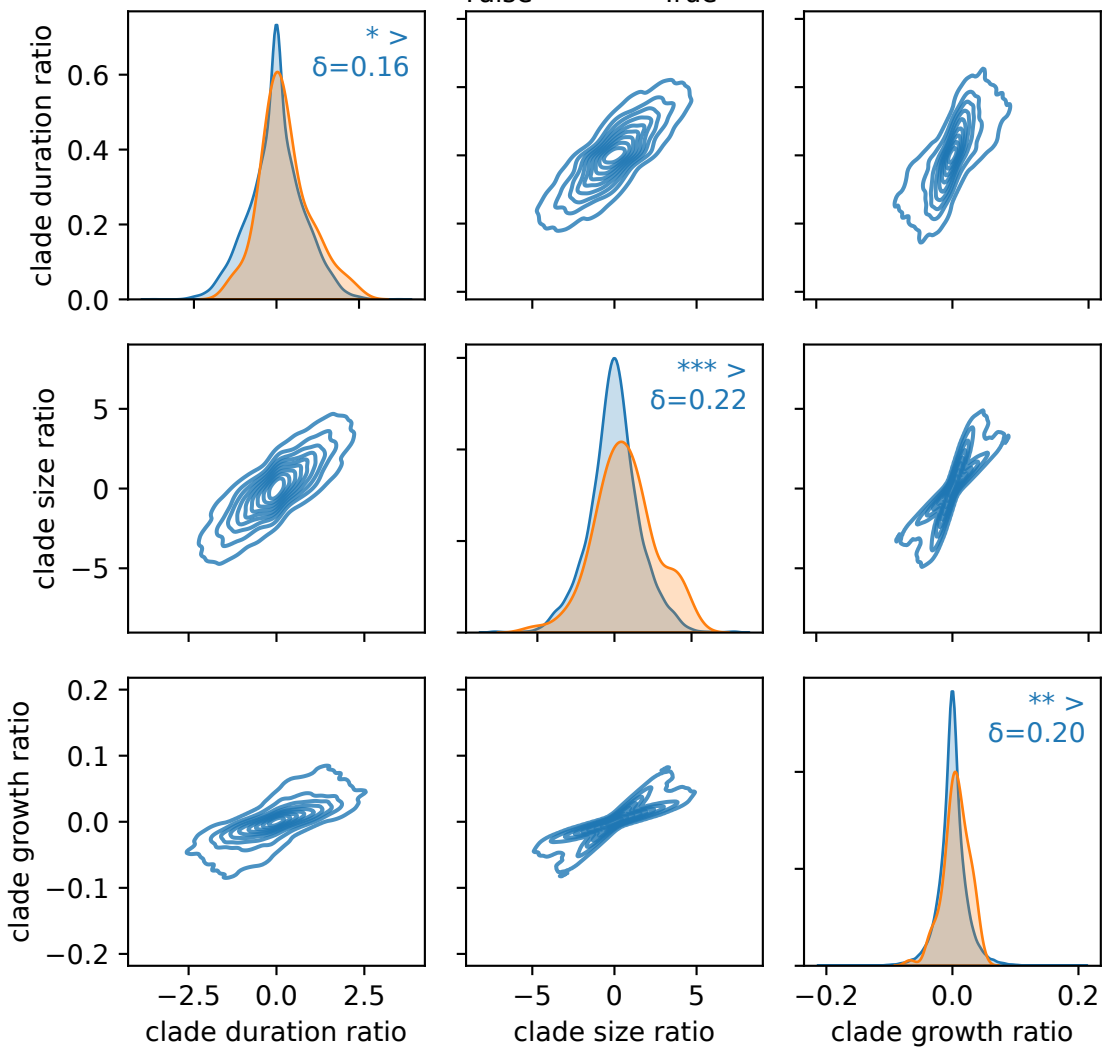 False True
clade duration ratio
0.6
0.4
0.2
0.0
* >
δ=0.16
clade size ratio
5
0
−5
*** >
δ=0.22
clade growth ratio
0.2
0.1
0.0
−0.1
−0.2
** >
δ=0.20
−2.5 0.0 2.5
−5 0 5
−0.2 0.0 0.2
clade duration ratio
clade size ratio
clade growth ratio